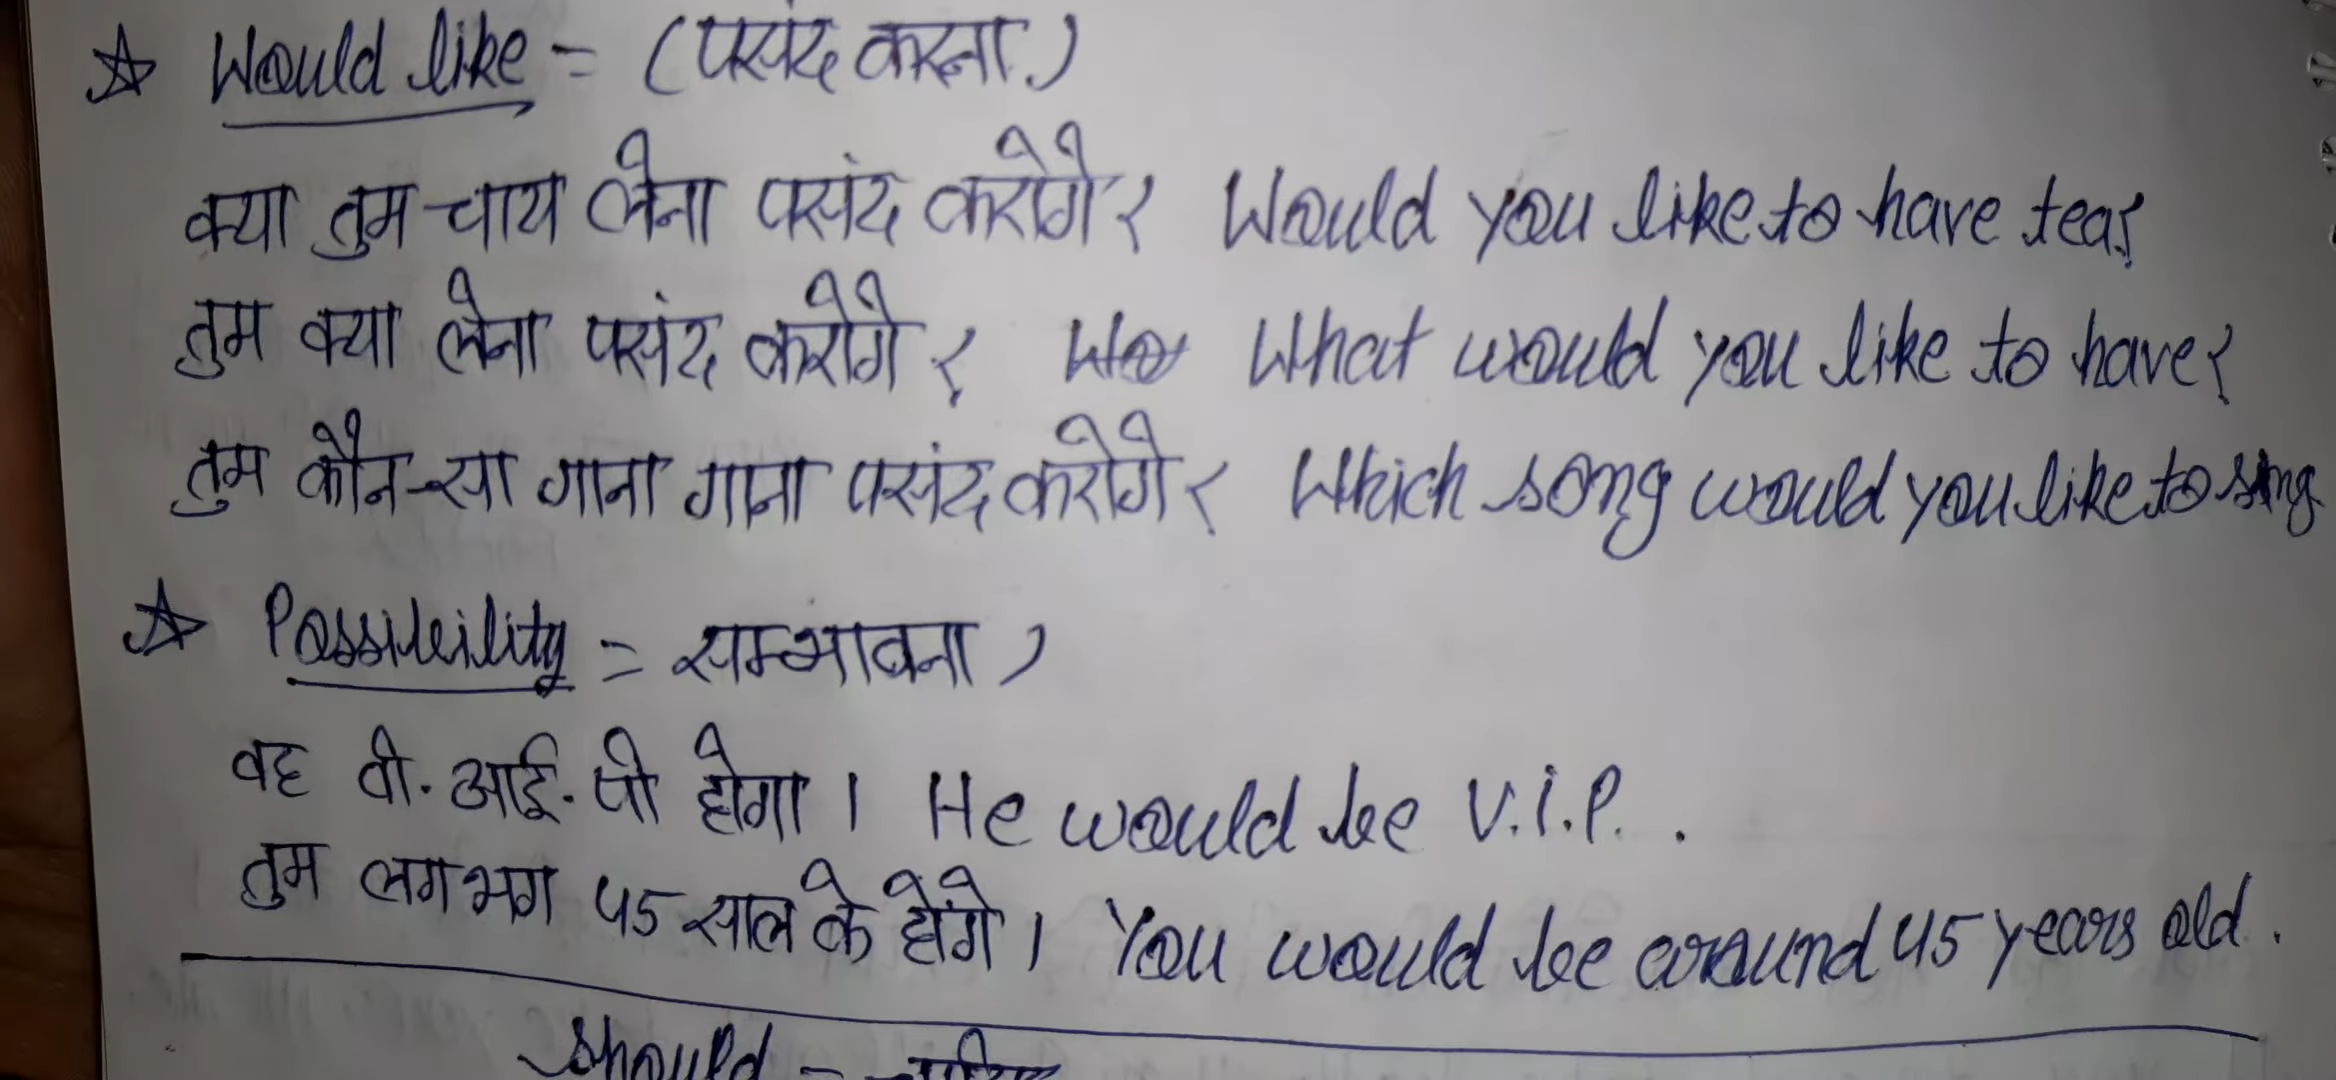 ☆ Would like = (पसंद करना)
क्या तुम चाय लेना पसंद करोगे? Would you like to have tea?
तुम क्या लेना पसंद करोगे? What would you like to have?
तुम कौन-सा गाना गाना पसंद करोगे? Which song would you like to sing
☆ Possibility = सम्भावना)
वह वी.आई.पी होगा। He would be V.i.P..
तुम लगभग 45 साल के होंगे। You would be around 45 years old.
should =